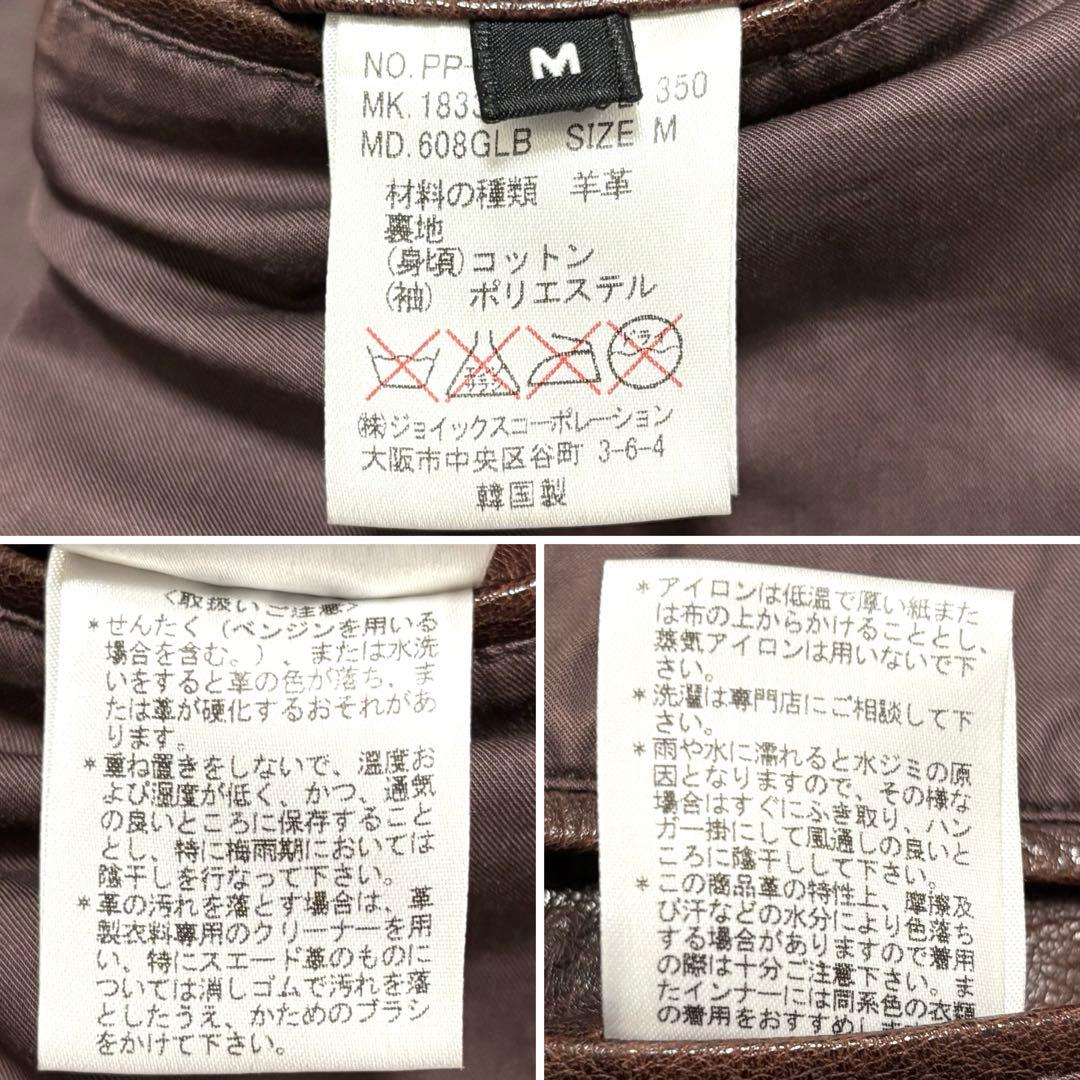 M
NO. PP-
MK. 183 350
MD. 608GLB SIZE M
材料の種類 羊革
裏地
(身頃)コットン
(袖) ポリエステル
エンソ サラシ
ドライ
㈱ジョイックスコーポレーション
大阪市中央区谷町 3-6-4
韓国製
<取扱いご注意>
*せんたく(ベンジンを用いる
場合を含む。)、または水洗
いをすると革の色が落ち、ま
たは革が硬化するおそれがあ
ります。
*重ね置きをしないで、温度お
よび湿度が低く、かつ、通気
の良いところに保存すること
とし、特に梅雨期においては
陰干しを行なって下さい。
*革の汚れを落とす場合は、革
製衣料専用のクリーナーを用
い、特にスエード革のものに
ついては消しゴムで汚れを落
としたうえ、かためのブラシ
をかけて下さい。
*アイロンは低温で厚い紙また
は布の上からかけることとし、
蒸気アイロンは用いないで下
さい。
*洗濯は専門店にご相談して下
さい。
*雨や水に濡れると水ジミの原
因となりますので、その様な
場合はすぐにふき取り、ハン
ガー掛にして風通しの良いと
ころに陰干しして下さい。
*この商品革の特性上、摩擦及
び汗などの水分により色落ち
する場合がありますので着用
の際は十分ご注意下さい。ま
たインナーには同系色の衣類
の着用をおすすめし